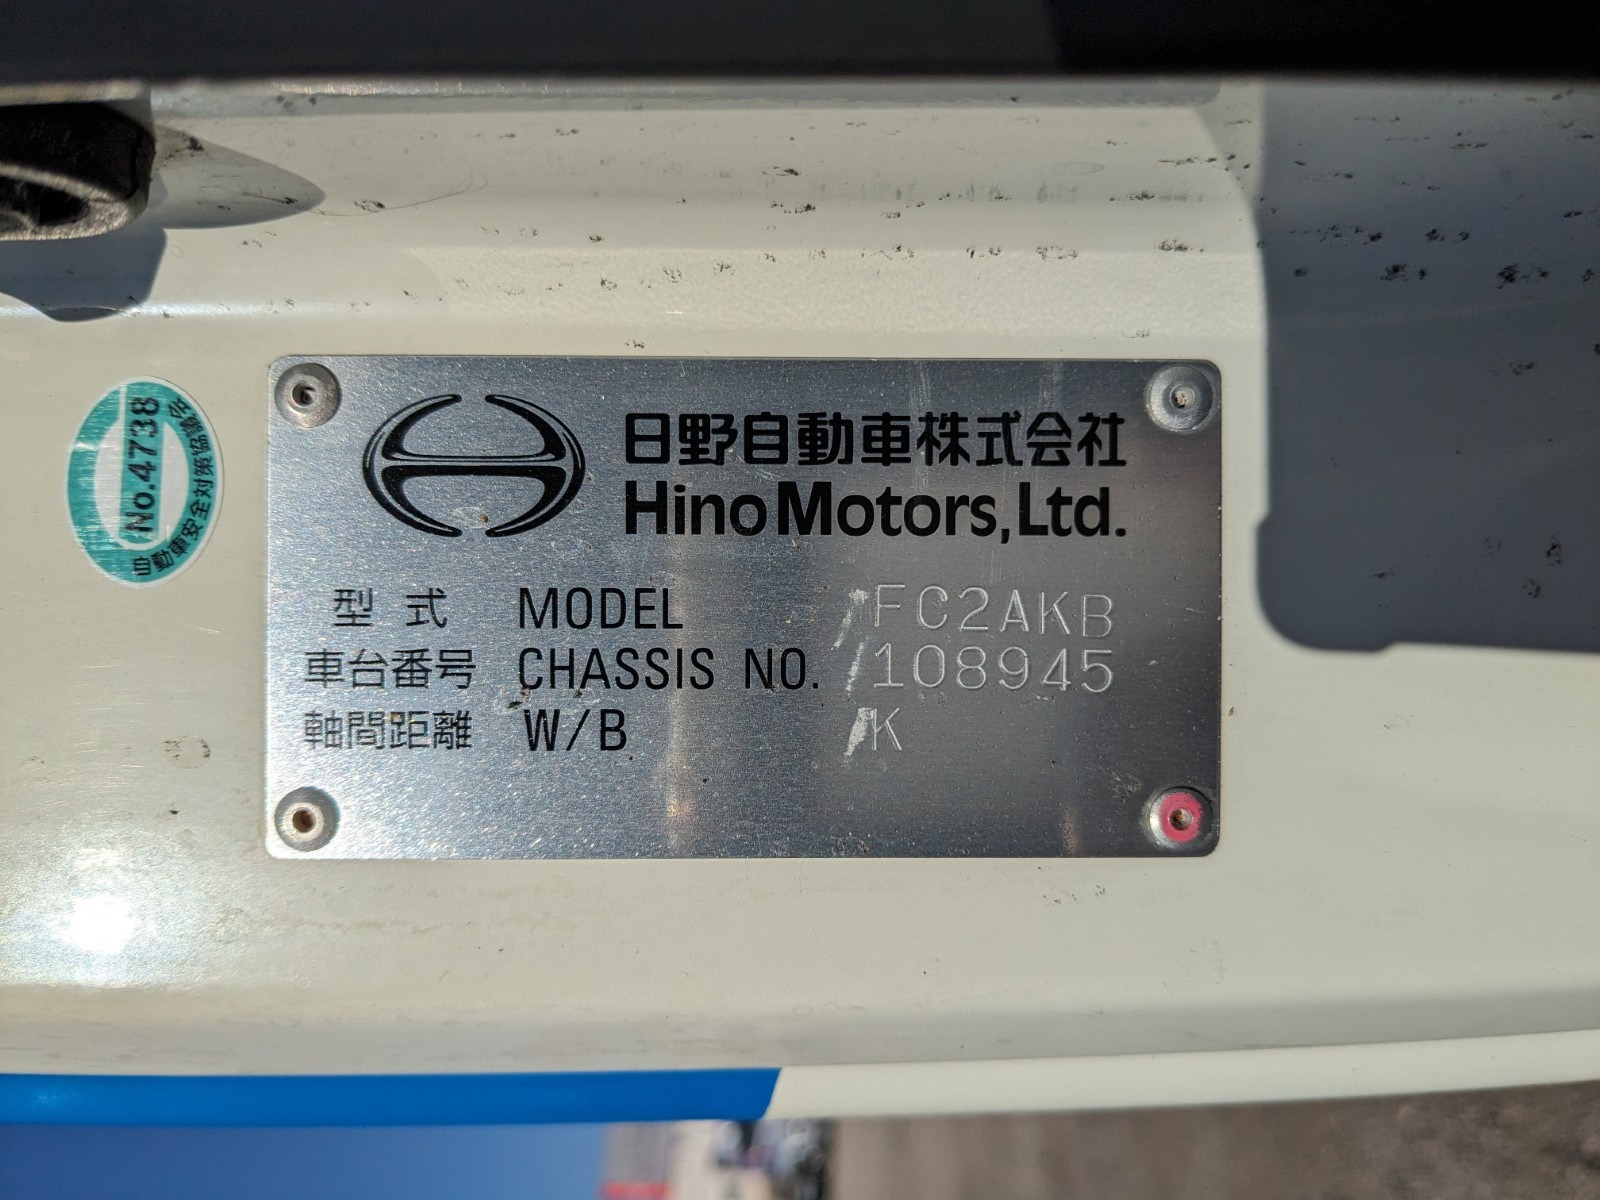 日野自動車株式会社
Hino Motors, Ltd.
型式 MODEL FC2AKB
車台番号 CHASSIS NO. 108945
軸間距離 W/B K
No.4738
自動車安全対策協議会